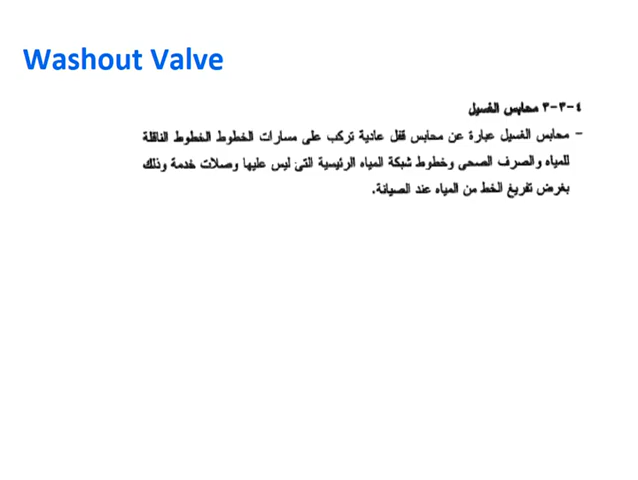 Washout Valve
٤-٣-٣ محابس الغسيل
- محابس الغسيل عبارة عن محابس قفل عادية تركب على مسارات الخطوط الخطوط الناقلة
للمياه والصرف الصحى وخطوط شبكة المياه الرئيسية التى ليس عليها وصلات خدمة وذلك
بغرض تفريغ الخط من المياه عند الصيانة.